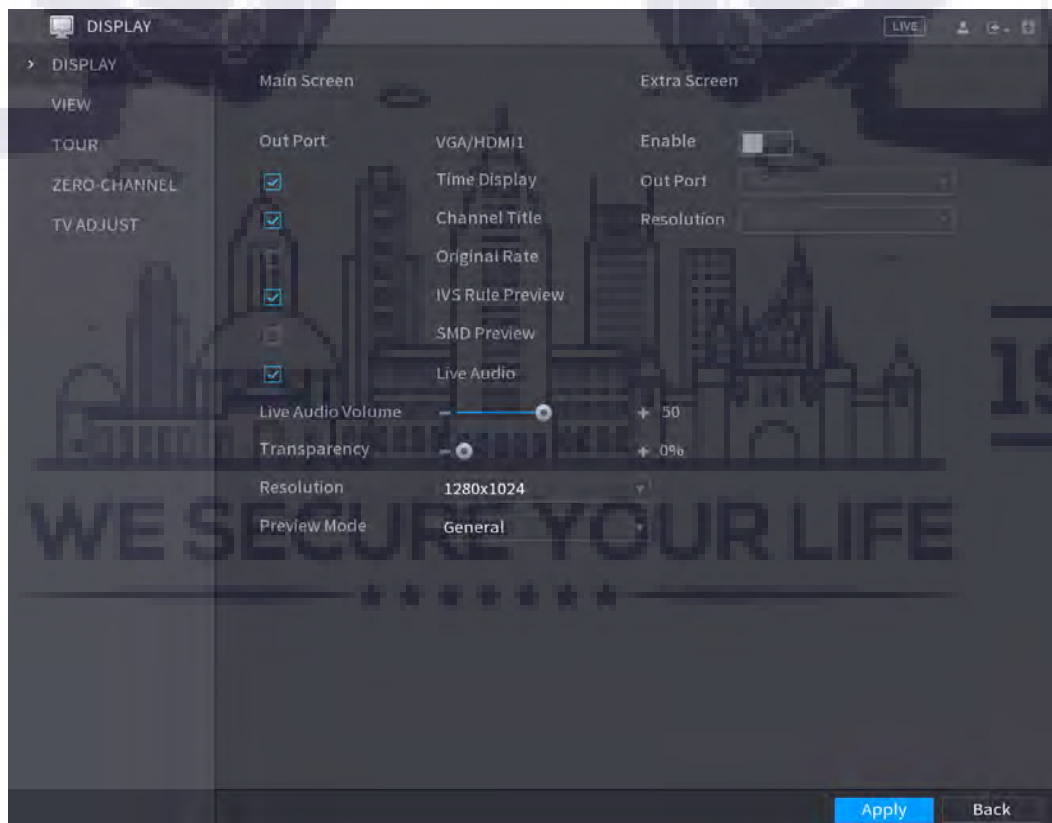 DISPLAY
LIVE
DISPLAY
VIEW
TOUR
ZERO-CHANNEL
TV ADJUST
Main Screen
Extra Screen
Out Port VGA/HDMI1
Enable
Time Display
Out Port
Channel Title
Resolution
Original Rate
IVS Rule Preview
SMD Preview
Live Audio
Live Audio Volume - + 50
Transparency - + 0%
Resolution 1280x1024
Preview Mode General
19
WE SECURE YOUR LIFE
Apply
Back